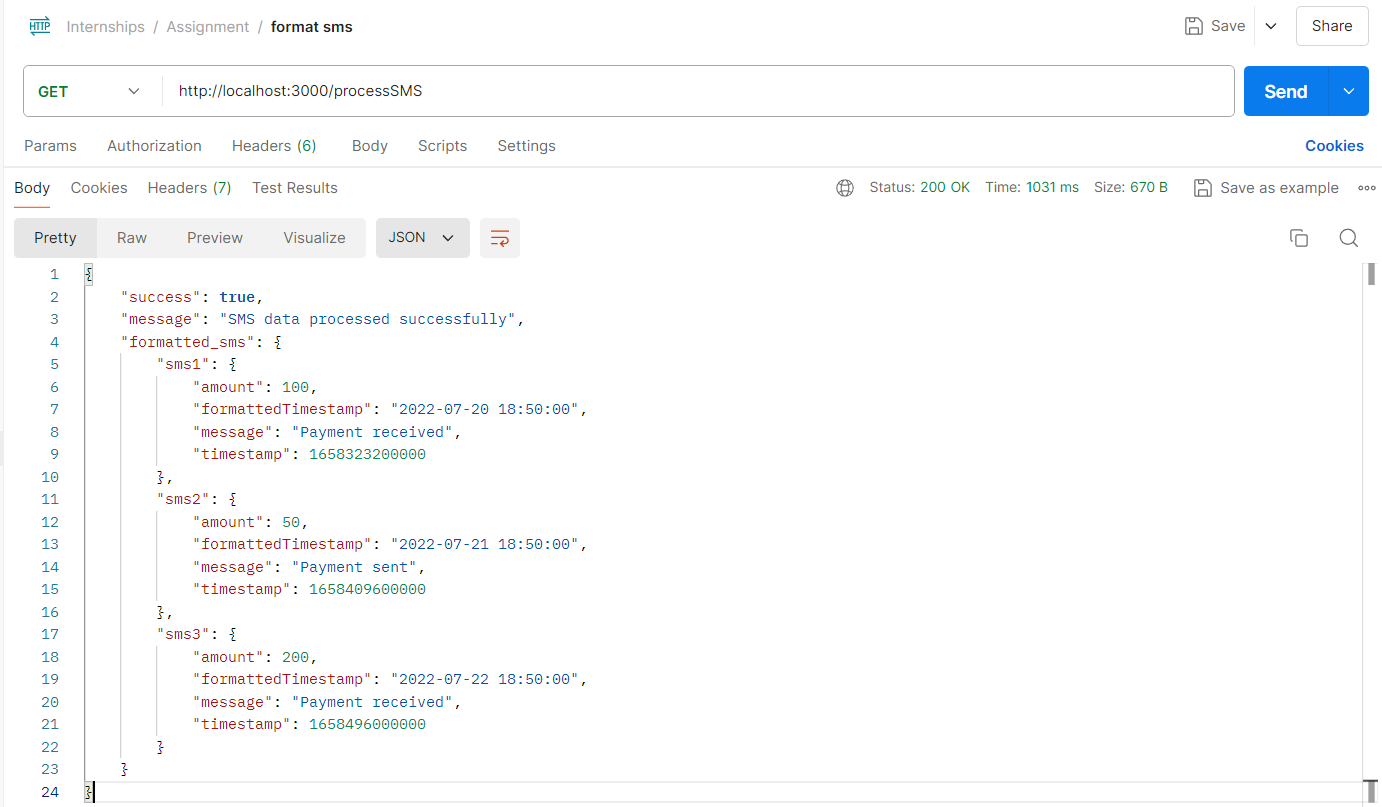 HTTP Internships / Assignment / format sms Save Share
GET http://localhost:3000/processSMS Send
Params Authorization Headers (6) Body Scripts Settings Cookies
Body Cookies Headers (7) Test Results Status: 200 OK Time: 1031 ms Size: 670 B Save as example
Pretty Raw Preview Visualize JSON
1 {
2 "success": true,
3 "message": "SMS data processed successfully",
4 "formatted_sms": {
5 "sms1": {
6 "amount": 100,
7 "formattedTimestamp": "2022-07-20 18:50:00",
8 "message": "Payment received",
9 "timestamp": 1658323200000
10 },
11 "sms2": {
12 "amount": 50,
13 "formattedTimestamp": "2022-07-21 18:50:00",
14 "message": "Payment sent",
15 "timestamp": 1658409600000
16 },
17 "sms3": {
18 "amount": 200,
19 "formattedTimestamp": "2022-07-22 18:50:00",
20 "message": "Payment received",
21 "timestamp": 1658496000000
22 }
23 }
24 }